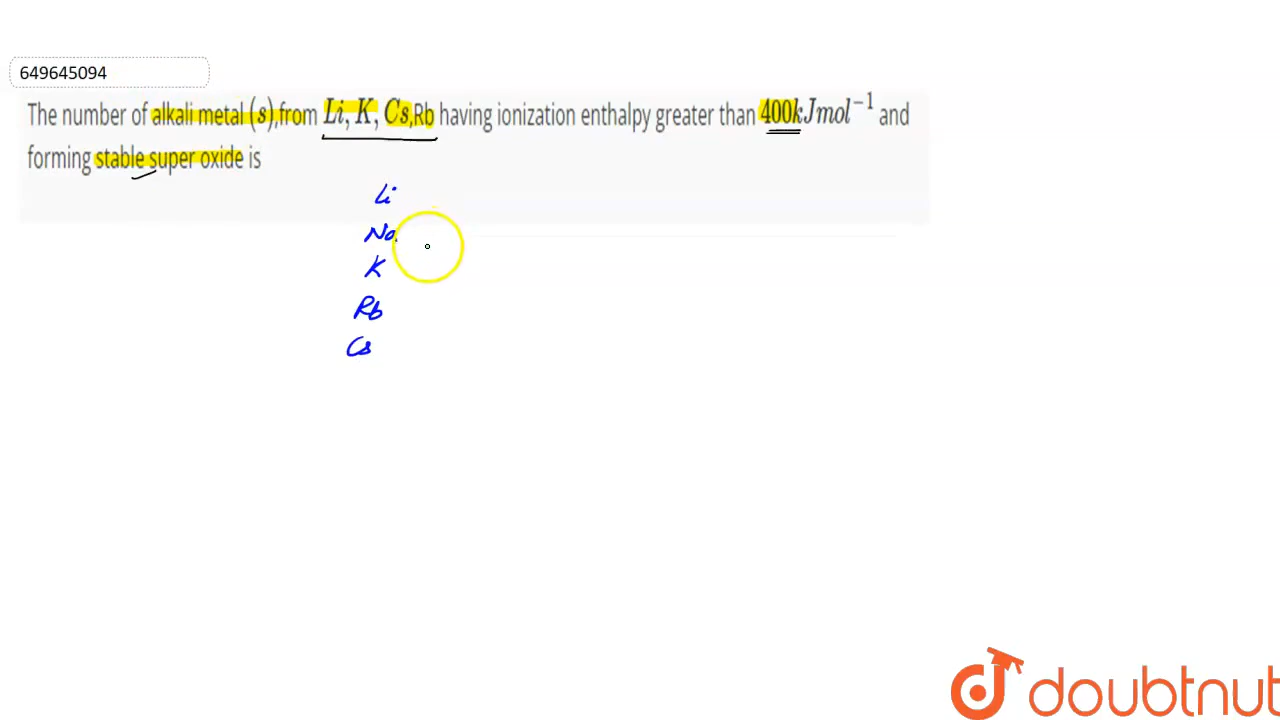 649645094
The number of alkali metal (s),from Li, K, Cs,Rb having ionization enthalpy greater than 400kJmol⁻¹ and
forming stable super oxide is
Li
Na
K
Rb
Cs
doubtnut